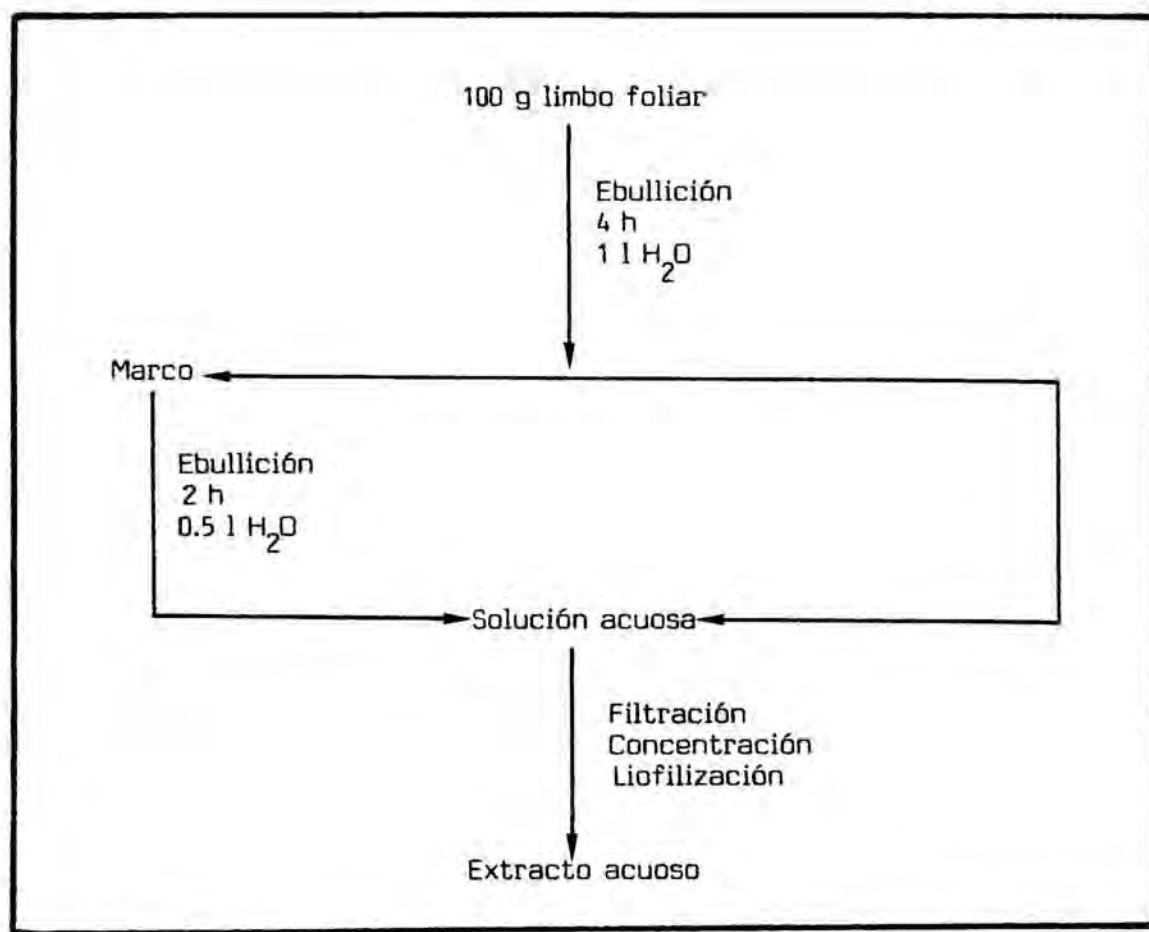 100 g limbo foliar
Ebullición
4 h
1 l H₂O
Marco
Ebullición
2 h
0.5 l H₂O
Solución acuosa
Filtración
Concentración
Liofilización
Extracto acuoso